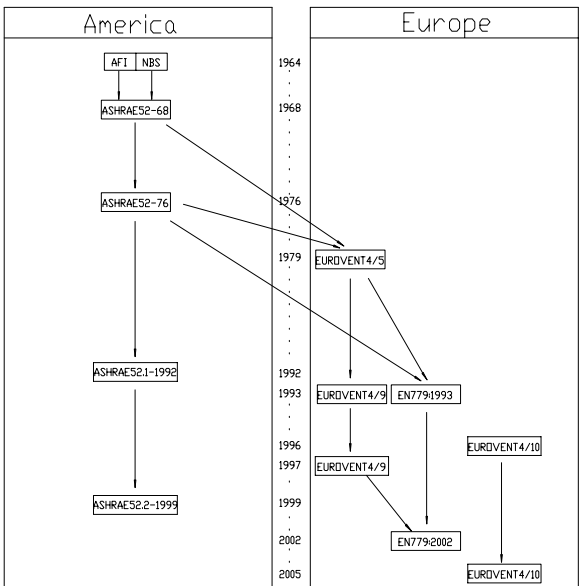 America Europe
AFI NBS 1964
ASHRAE52-68 1968
ASHRAE52-76 1976
1979 EUROVENT4/5
ASHRAE52.1-1992 1992
1993 EUROVENT4/9 EN779:1993
1996 EUROVENT4/10
1997 EUROVENT4/9
ASHRAE52.2-1999 1999
2002 EN779:2002
2005 EUROVENT4/10